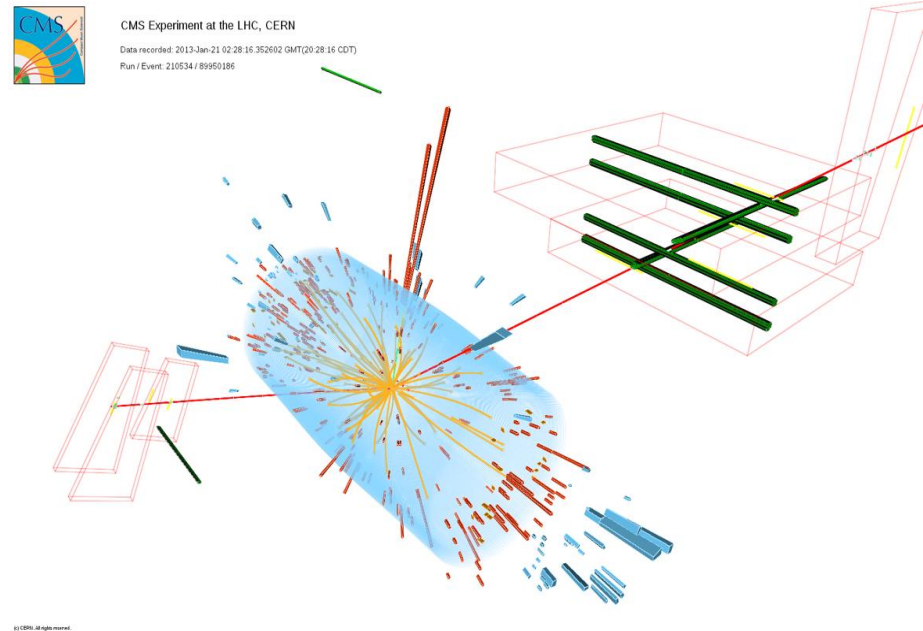 CMS
CMS Experiment at the LHC, CERN
Data recorded: 2013-Jan-21 02:28:16.352602 GMT(20:28:16 CDT)
Run / Event: 210534 / 89950186
(c) CERN. All rights reserved.